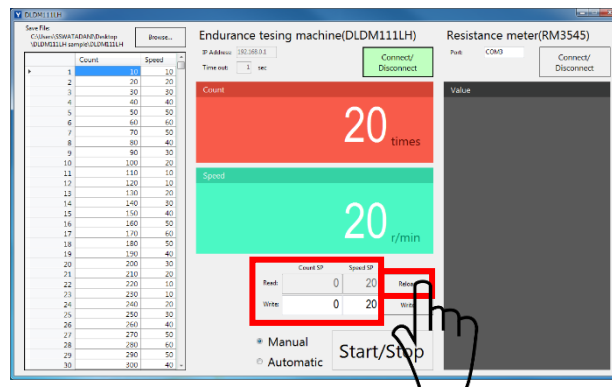 DLDM111LH
Save File:
C:\Users\SSWATADANI\Desktop
\DLDM111LH sample\DLDM111LH
Browse...
Count Speed
1 10 10
2 20 20
3 30 30
4 40 40
5 50 50
6 60 60
7 70 50
8 80 40
9 90 30
10 100 20
11 110 10
12 120 10
13 130 20
14 140 30
15 150 40
16 160 50
17 170 60
18 180 50
19 190 40
20 200 30
21 210 20
22 220 10
23 230 10
24 240 20
25 250 30
26 260 40
27 270 50
28 280 60
29 290 50
30 300 40
Endurance tesing machine(DLDM111LH)
IP Address: 192.168.0.1
Time out: 1 sec
Connect/
Disconnect
Count
20 times
Speed
20 r/min
Count SP Speed SP
Read: 0 20
Write: 0 20
Manual
Automatic
Start/Stop
Resistance meter(RM3545)
Port: COM3
Connect/
Disconnect
Value